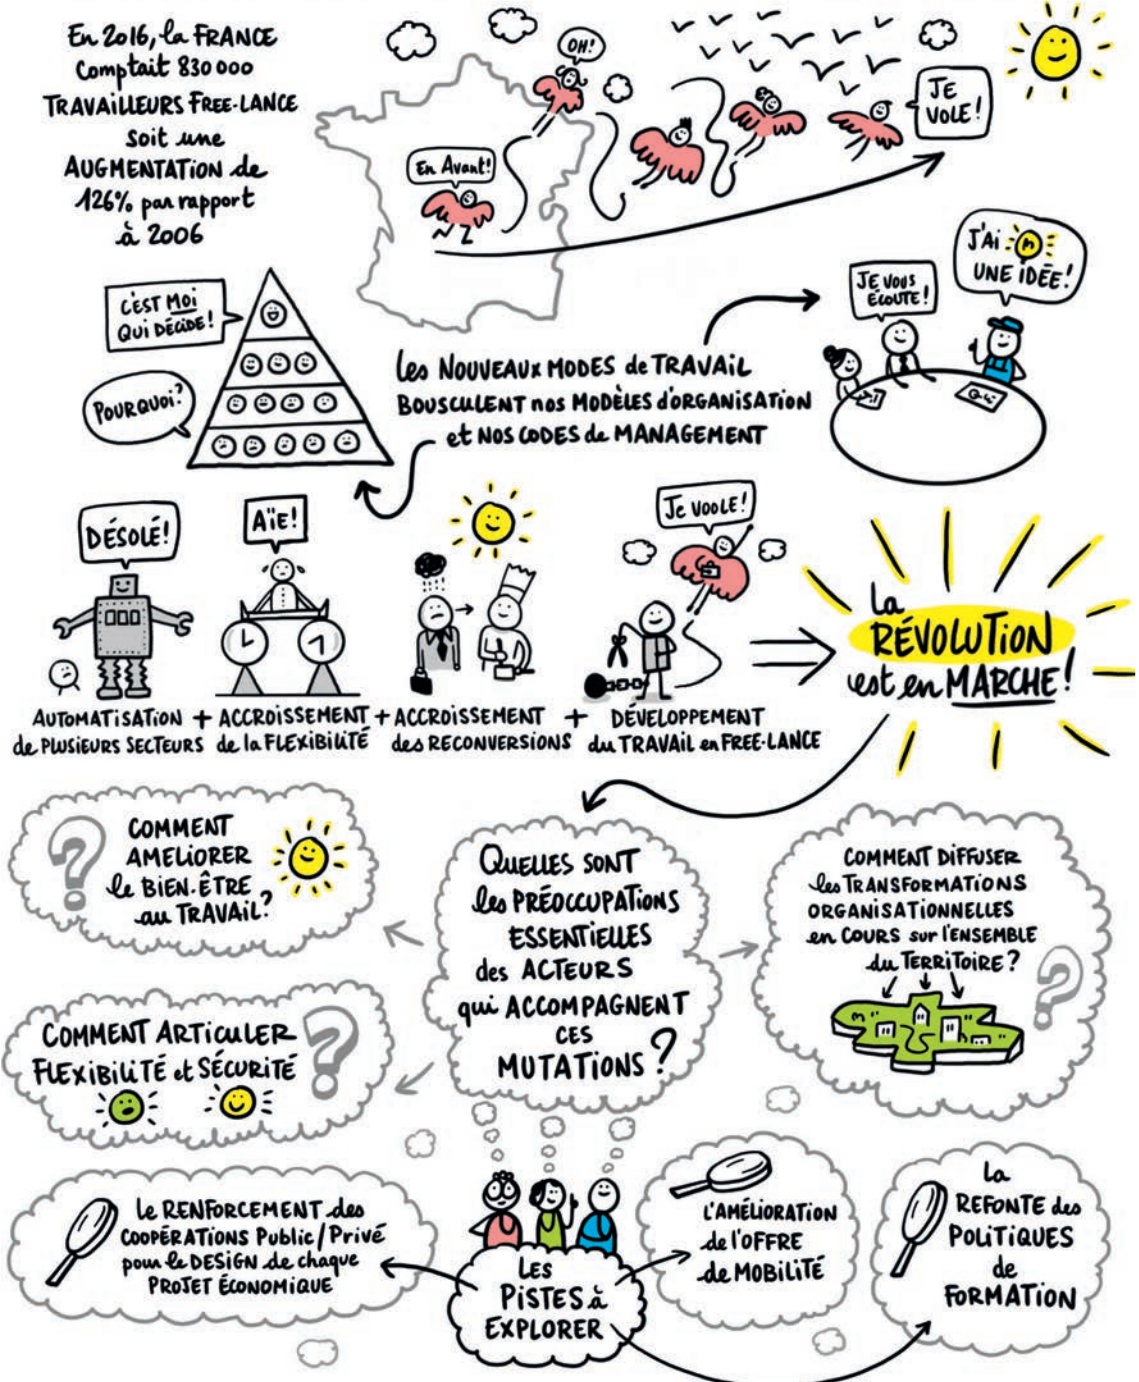 En 2016, la FRANCE
Comptait 830 000
TRAVAILLEURS FREE-LANCE
soit une
AUGMENTATION de
126% par rapport
à 2006
En Avant!
OH!
JE
VOLE!
C'EST MOI
QUI DÉCIDE!
POURQUOI?
Les NOUVEAUX MODES de TRAVAIL
BOUSCULENT nos MODÈLES d'ORGANISATION
et NOS CODES de MANAGEMENT
JE VOUS
ÉCOUTE!
J'AI
UNE IDÉE!
DÉSOLÉ!
AÏE!
JE VOOLE!
AUTOMATISATION + ACCROISSEMENT + ACCROISSEMENT + DÉVELOPPEMENT
de PLUSIEURS SECTEURS de la FLEXIBILITÉ des RECONVERSIONS du TRAVAIL en FREE-LANCE
La
RÉVOLUTION
est en MARCHE!
COMMENT
AMELIORER
le BIEN-ÊTRE
au TRAVAIL?
QUELLES SONT
les PRÉOCCUPATIONS
ESSENTIELLES
des ACTEURS
qui ACCOMPAGNENT
CES
MUTATIONS?
COMMENT DIFFUSER
les TRANSFORMATIONS
ORGANISATIONNELLES
en COURS sur l'ENSEMBLE
du TERRITOIRE?
COMMENT ARTICULER
FLEXIBILITÉ et SÉCURITÉ
?
Le RENFORCEMENT des
COOPÉRATIONS Public/Privé
pour le DESIGN de chaque
PROJET ÉCONOMIQUE
LES
PISTES à
EXPLORER
L'AMÉLIORATION
de l'OFFRE
de MOBILITÉ
La
REFONTE des
POLITIQUES
de
FORMATION